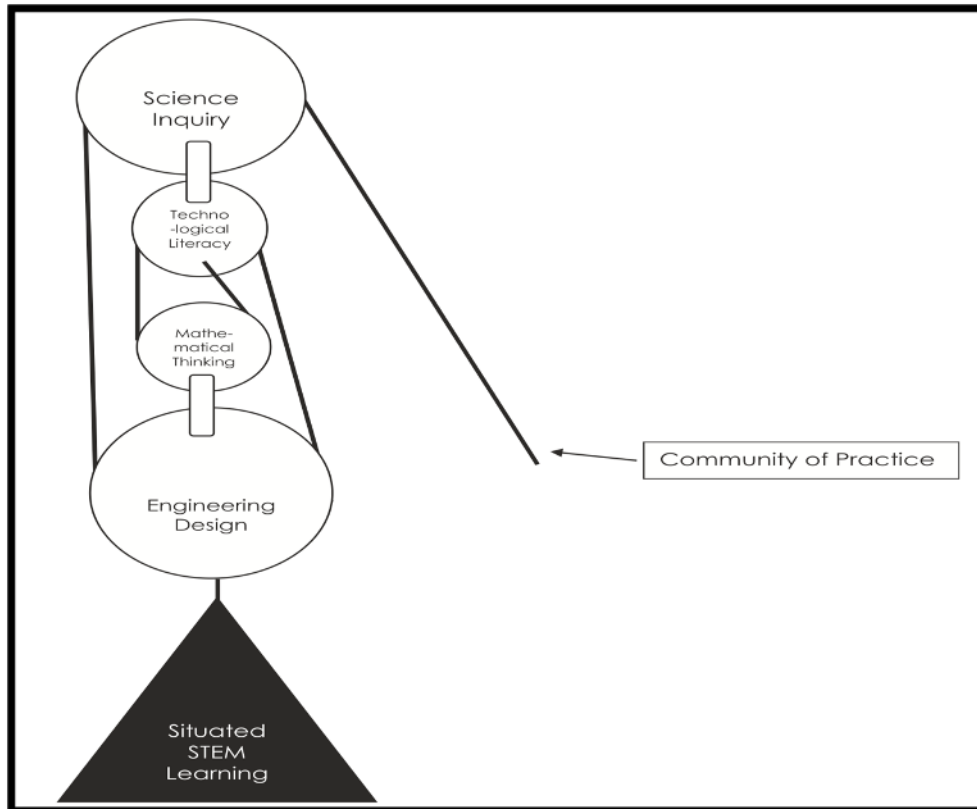 Science
Inquiry
Techno
-logical
Literacy
Mathe-
matical
Thinking
Community of Practice
Engineering
Design
Situated
STEM
Learning